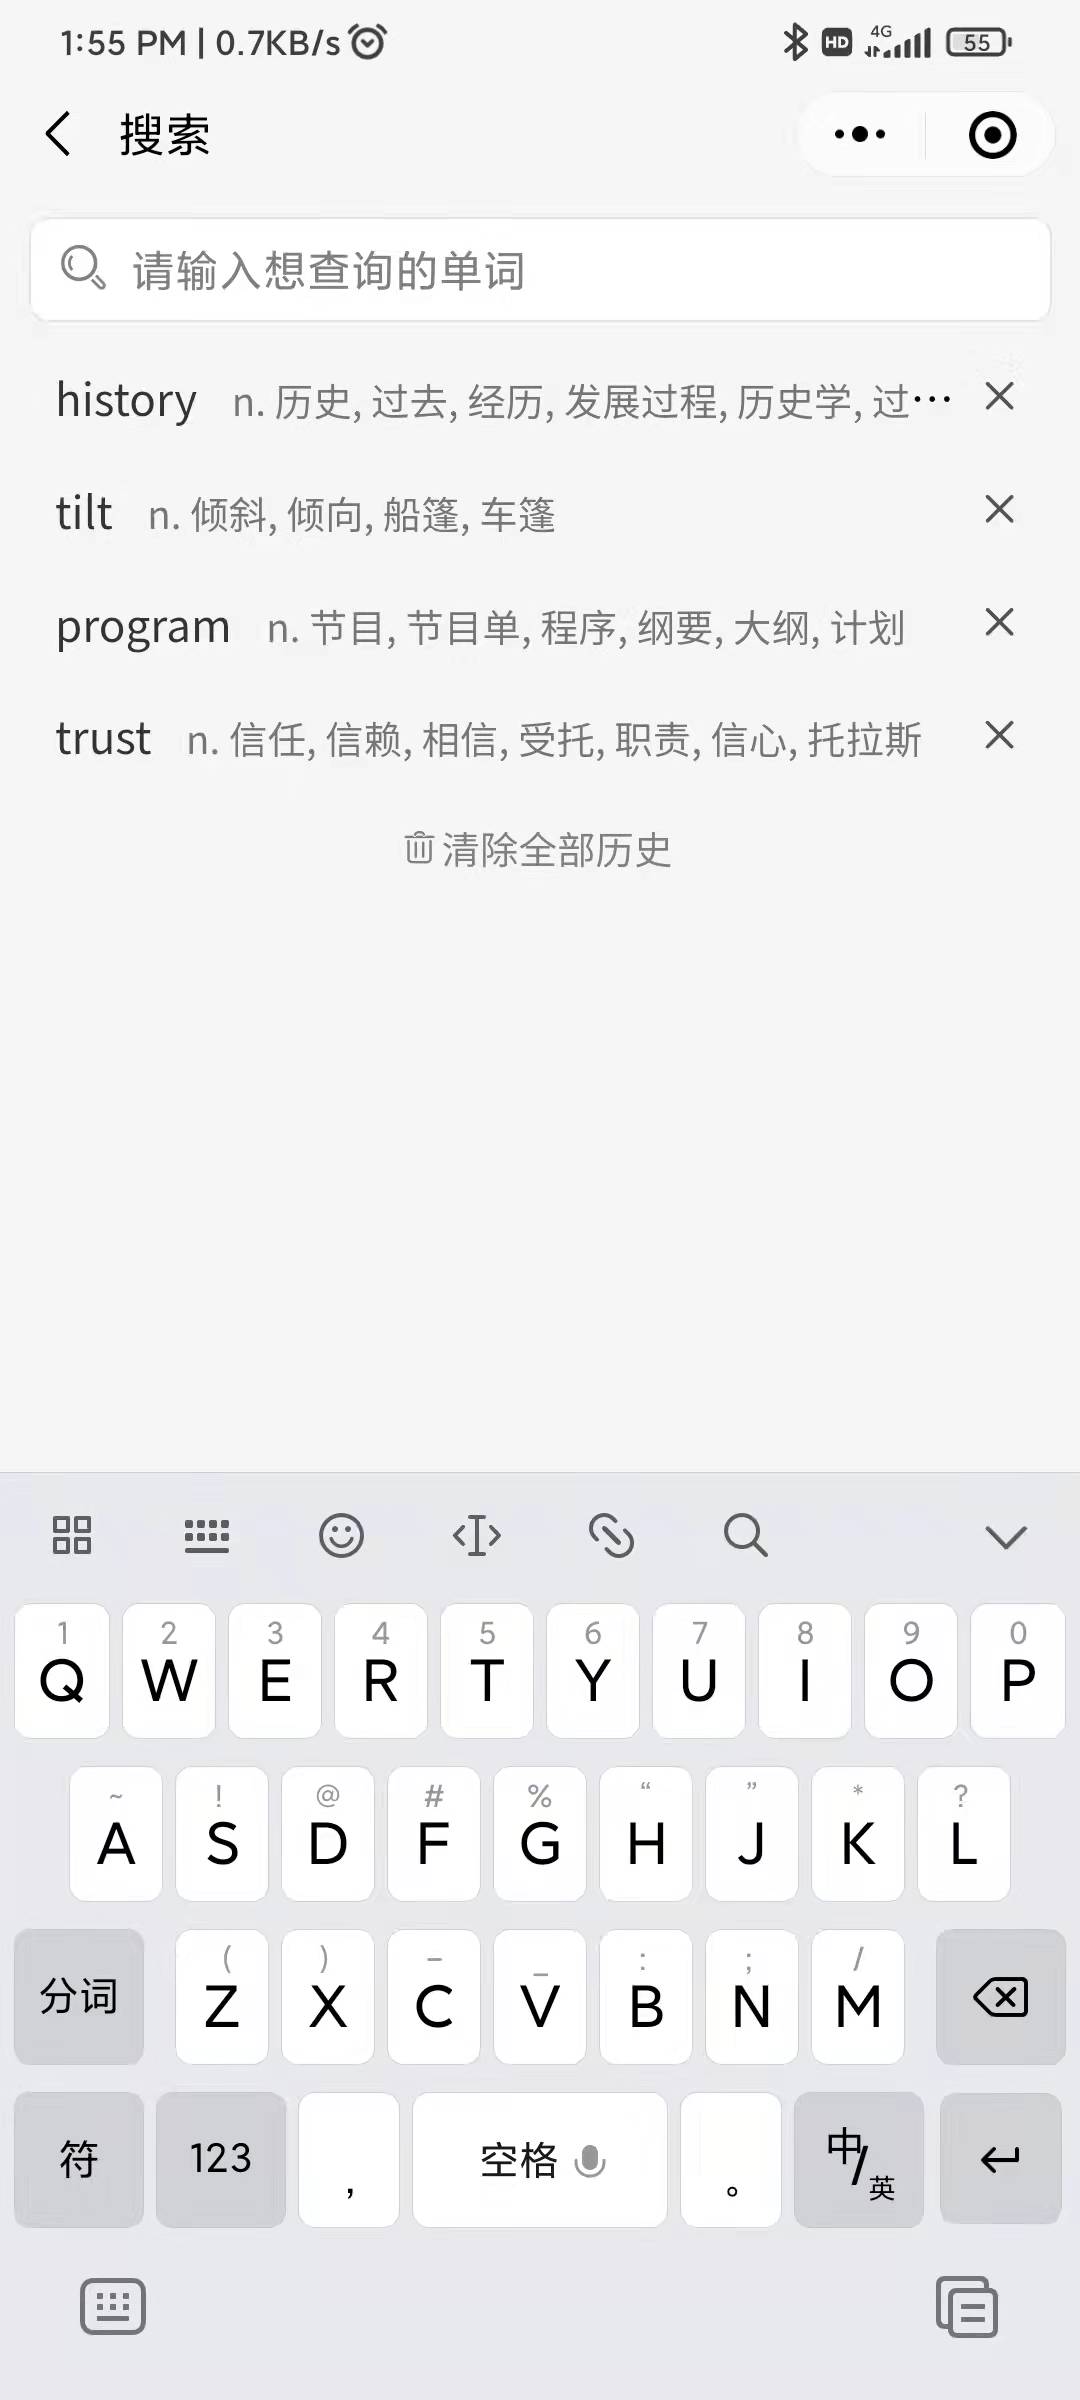 1:55 PM | 0.7KB/s
HD 4G 55
搜索
请输入想查询的单词
history n. 历史, 过去, 经历, 发展过程, 历史学, 过…
tilt n. 倾斜, 倾向, 船篷, 车篷
program n. 节目, 节目单, 程序, 纲要, 大纲, 计划
trust n. 信任, 信赖, 相信, 受托, 职责, 信心, 托拉斯
清除全部历史
1 2 3 4 5 6 7 8 9 0
Q W E R T Y U I O P
~ ! @ # % “ ” * ?
A S D F G H J K L
( ) – _ : ; /
分词 Z X C V B N M
符 123 , 空格 。 中/英